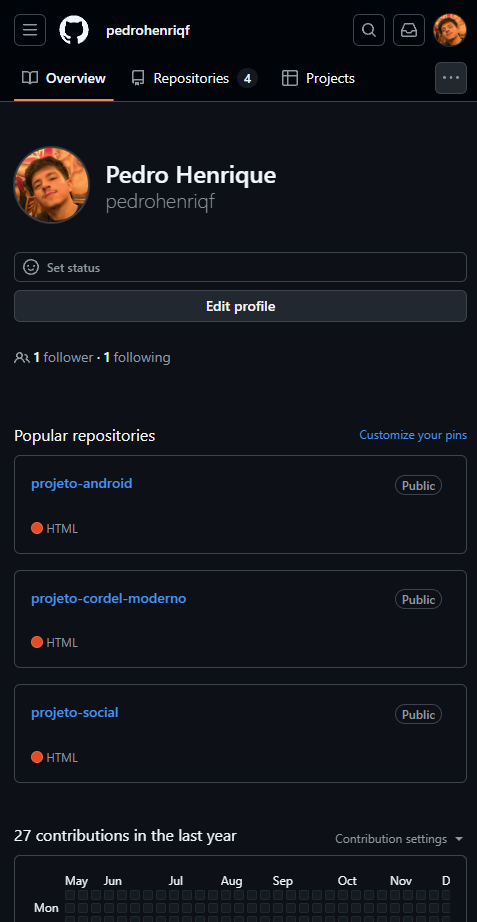 pedrohenriqf
Overview Repositories 4 Projects
Pedro Henrique
pedrohenriqf
Set status
Edit profile
1 follower · 1 following
Popular repositories Customize your pins
projeto-android Public
HTML
projeto-cordel-moderno Public
HTML
projeto-social Public
HTML
27 contributions in the last year Contribution settings
May Jun Jul Aug Sep Oct Nov D
Mon